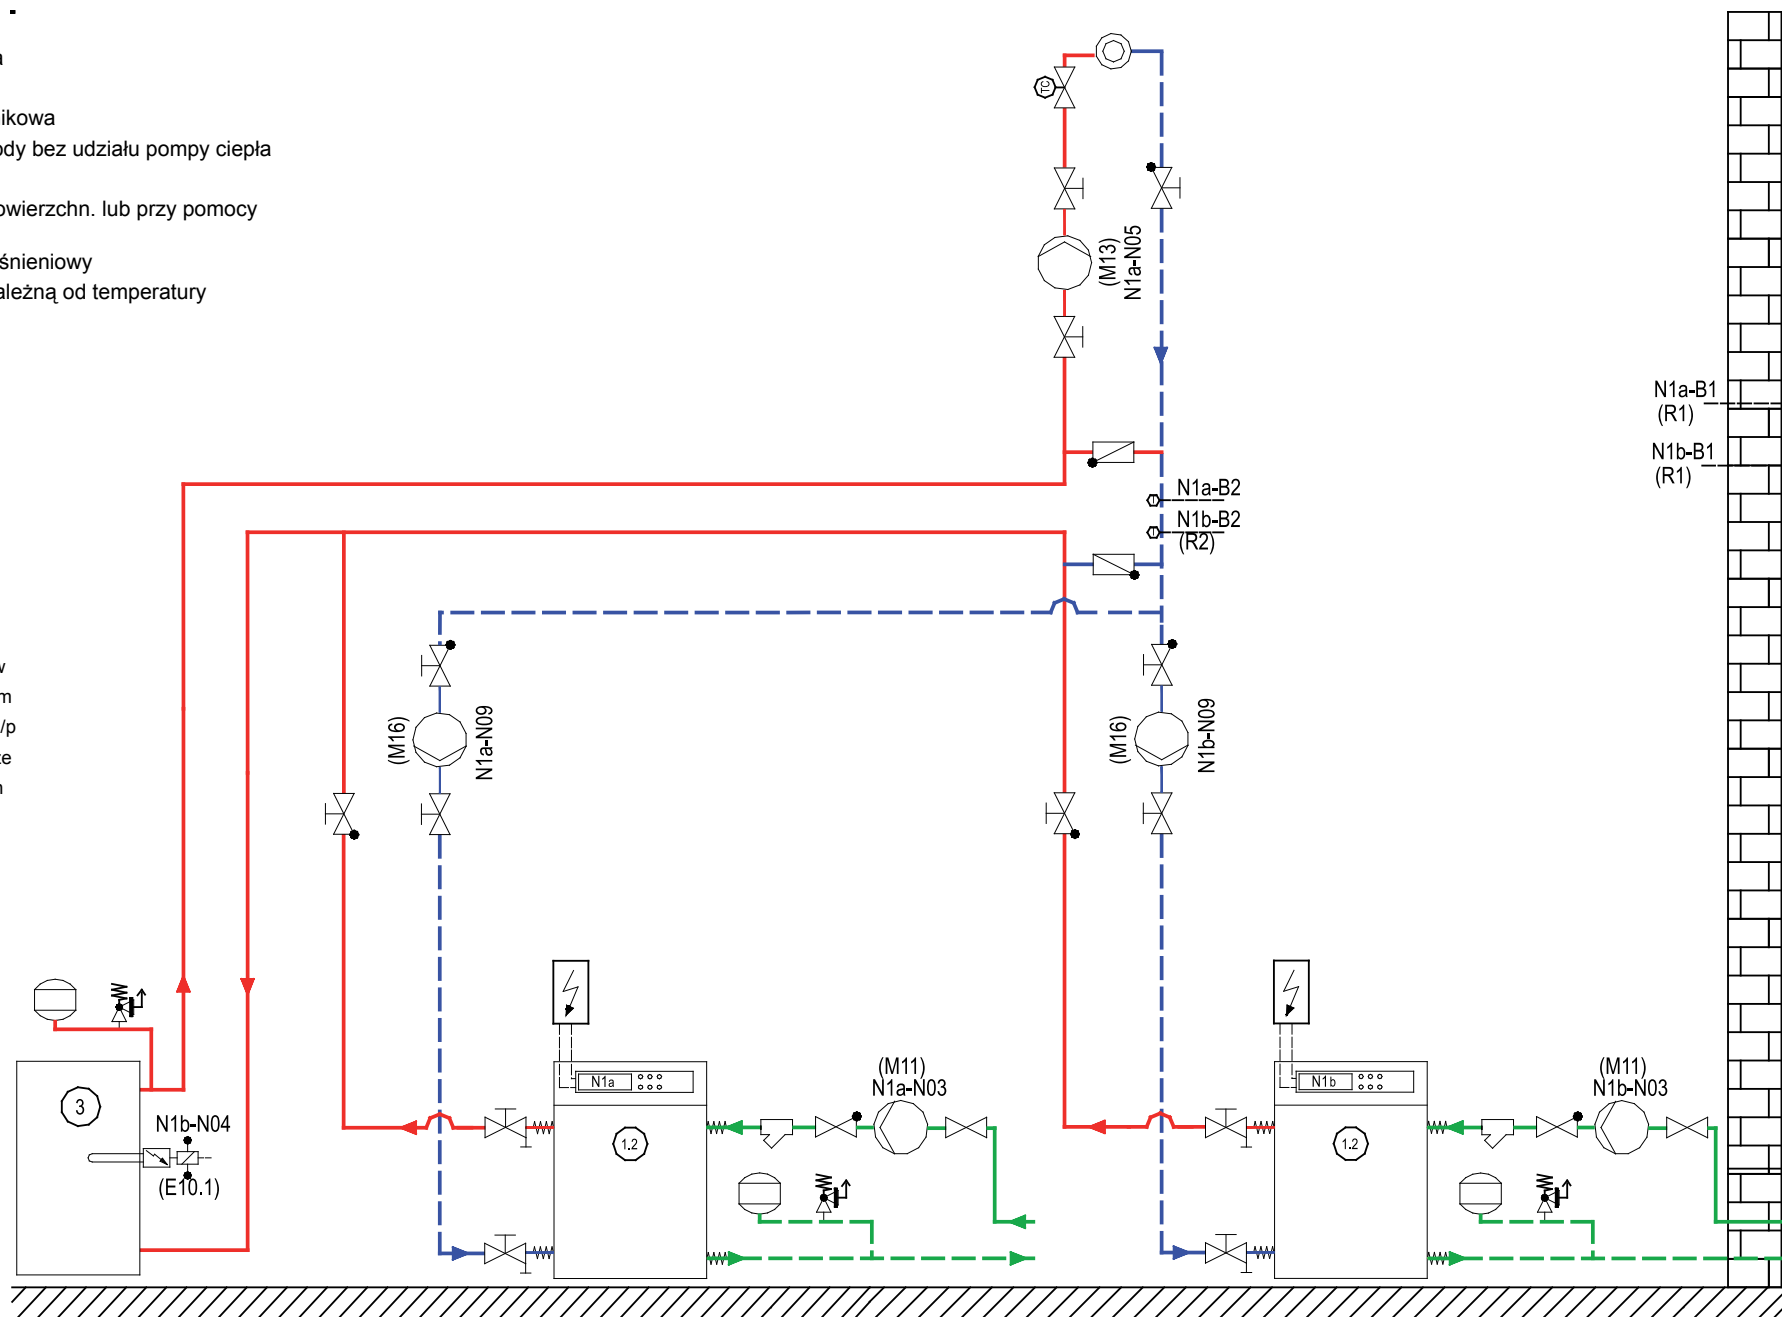 ikowa
ody bez udziału pompy ciepła
owierzchn. lub przy pomocy
śnieniowy
ależną od temperatury
TC
(M13)
N1a-N05
N1a-B1
(R1)
N1b-B1
(R1)
N1a-B2
N1b-B2
(R2)
w
m
/p
że
(M16)
N1a-N09
(M16)
N1b-N09
3
N1b-N04
(E10.1)
N1a
1.2
(M11)
N1a-N03
N1b
1.2
(M11)
N1b-N03